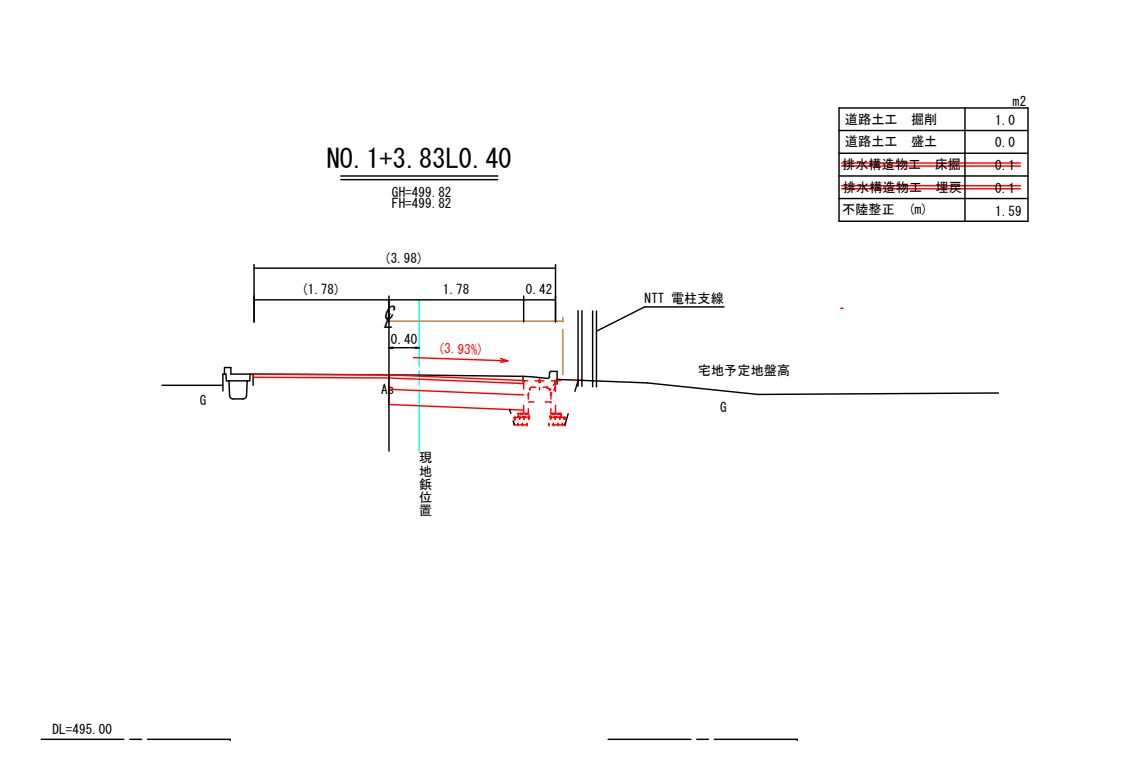 m2
道路土工 掘削 1.0
道路土工 盛土 0.0
排水構造物工 床掘 0.1
排水構造物工 埋戻 0.1
不陸整正 (m) 1.59
NO.1+3.83L0.40
GH=499.82
FH=499.82
(3.98)
(1.78) 1.78 0.42
NTT 電柱支線
0.40
(3.93%)
宅地予定地盤高
As
G
G
現地鋲位置
DL=495.00